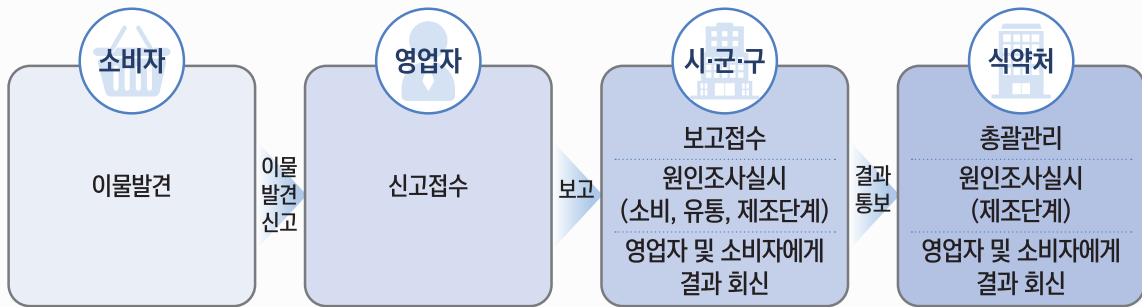 소비자
이물발견
이물
발견
신고
영업자
신고접수
보고
시·군·구
보고접수
원인조사실시
(소비, 유통, 제조단계)
영업자 및 소비자에게
결과 회신
결과
통보
식약처
총괄관리
원인조사실시
(제조단계)
영업자 및 소비자에게
결과 회신